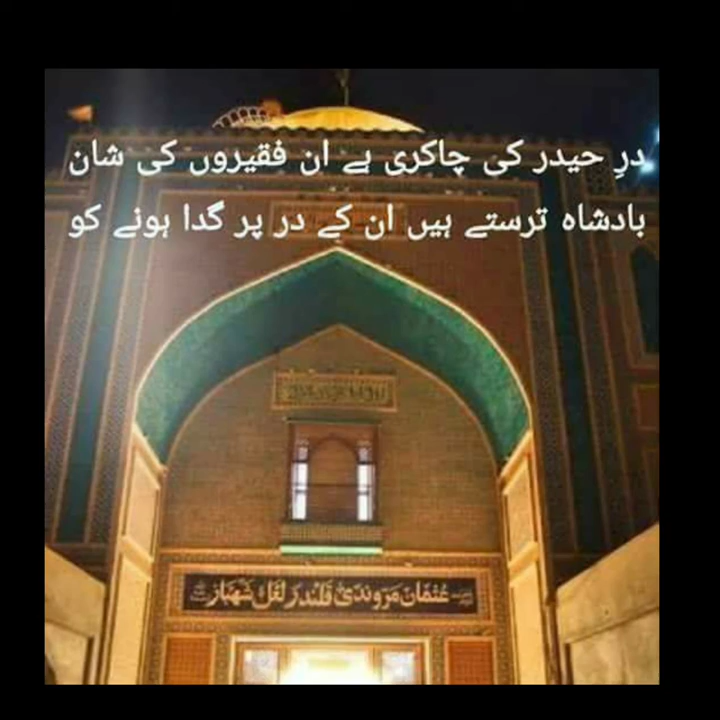 درِ حیدر کی چاکری ہے ان فقیروں کی شان
بادشاہ ترستے ہیں ان کے در پر گدا ہونے کو
عثمان مروندی قلندر لعل شهباز